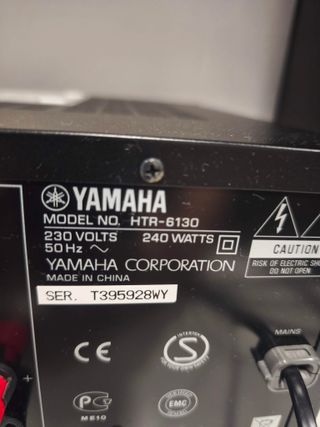 YAMAHA
MODEL NO. HTR-6130
230 VOLTS 240 WATTS
50 Hz ~
YAMAHA CORPORATION
MADE IN CHINA
SER. T395928WY
CAUTION
RISK OF ELECTRIC SH
DO NOT OPEN.
MAINS
CE
S
PC
ME10
EMC
+